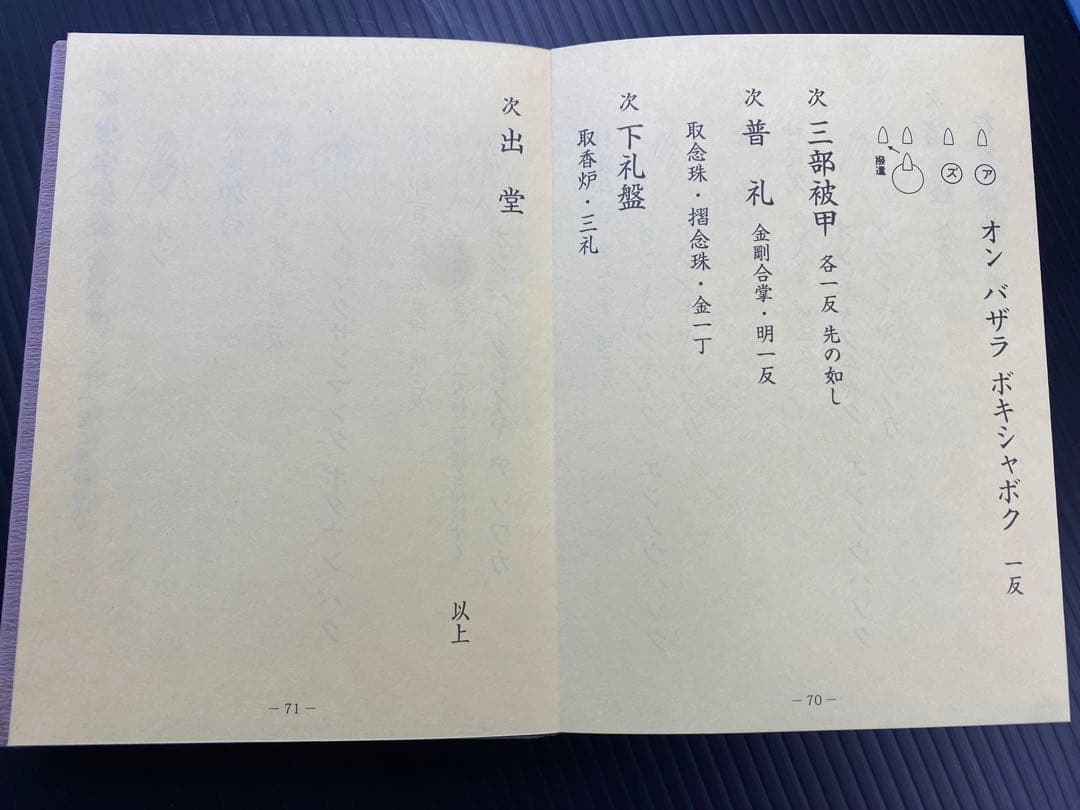 オン バザラ ボキシャボク 一反
ア
ズ
撥遣
次 三部被甲 各一反 先の如し
次 普 礼 金剛合掌・明一反
取念珠・摺念珠・金一丁
次 下礼盤
取香炉・三礼
－70－
次 出 堂
以上
－71－